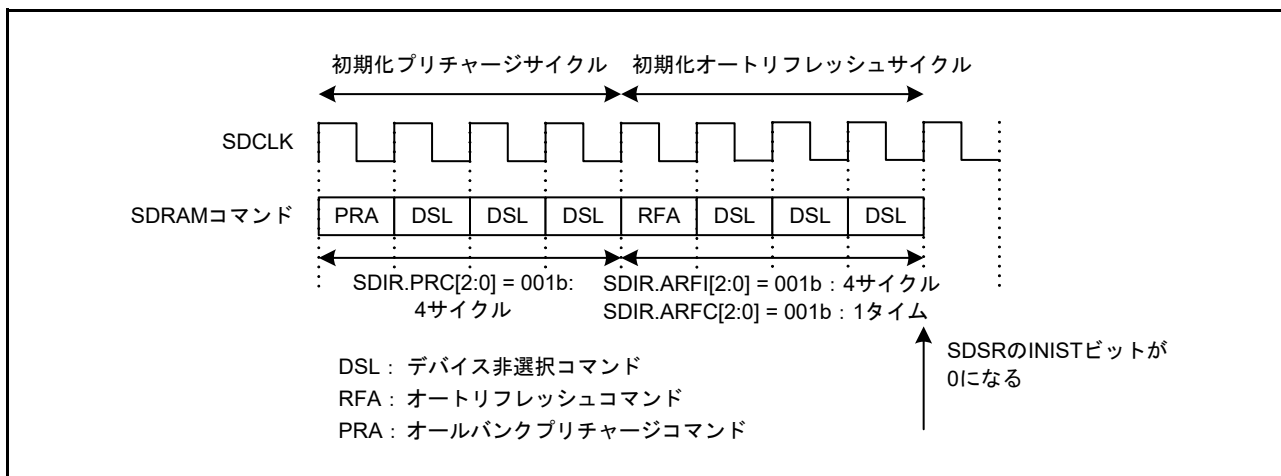 初期化プリチャージサイクル 初期化オートリフレッシュサイクル
SDCLK
SDRAMコマンド PRA DSL DSL DSL RFA DSL DSL DSL
SDIR.PRC[2:0] = 001b:
4サイクル
SDIR.ARFI[2:0] = 001b：4サイクル
SDIR.ARFC[2:0] = 001b：1タイム
SDSRのINISTビットが
0になる
DSL： デバイス非選択コマンド
RFA： オートリフレッシュコマンド
PRA： オールバンクプリチャージコマンド